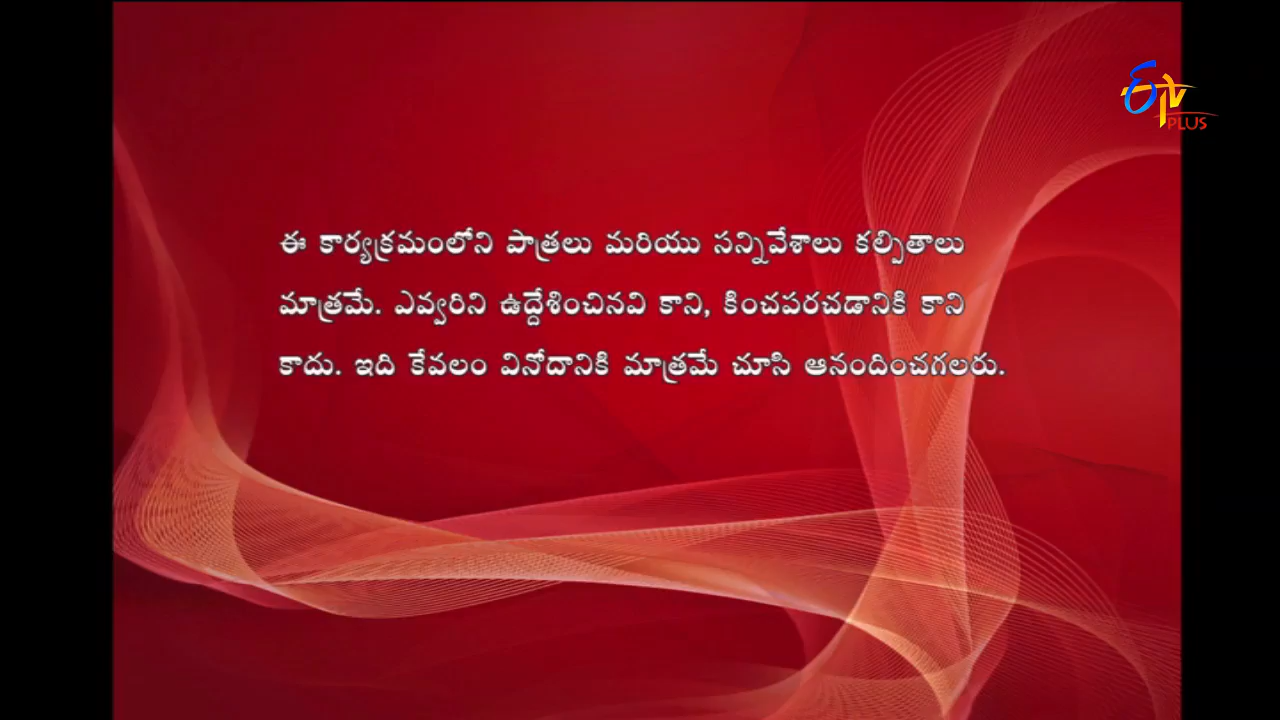 ETV
PLUS
ఈ కార్యక్రమంలోని పాత్రలు మరియు సన్నివేశాలు కల్పితాలు
మాత్రమే. ఎవ్వరిని ఉద్దేశించినవి కాని, కించపరచడానికి కాని
కాదు. ఇది కేవలం వినోదానికి మాత్రమే చూసి ఆనందించగలరు.